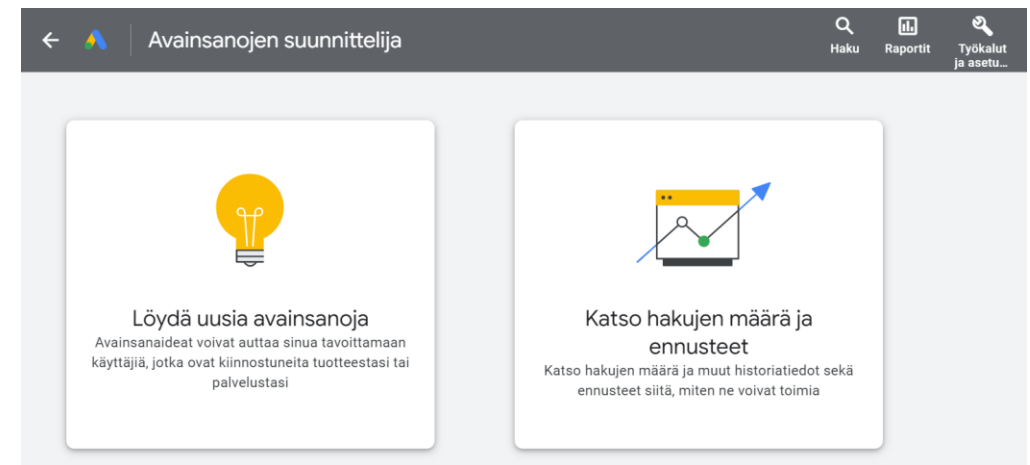 Avainsanojen suunnittelija
Haku
Raportit
Työkalut
ja asetu...
Löydä uusia avainsanoja
Avainsanaideat voivat auttaa sinua tavoittamaan
käyttäjiä, jotka ovat kiinnostuneita tuotteestasi tai
palvelustasi
Katso hakujen määrä ja
ennusteet
Katso hakujen määrä ja muut historiatiedot sekä
ennusteet siitä, miten ne voivat toimia